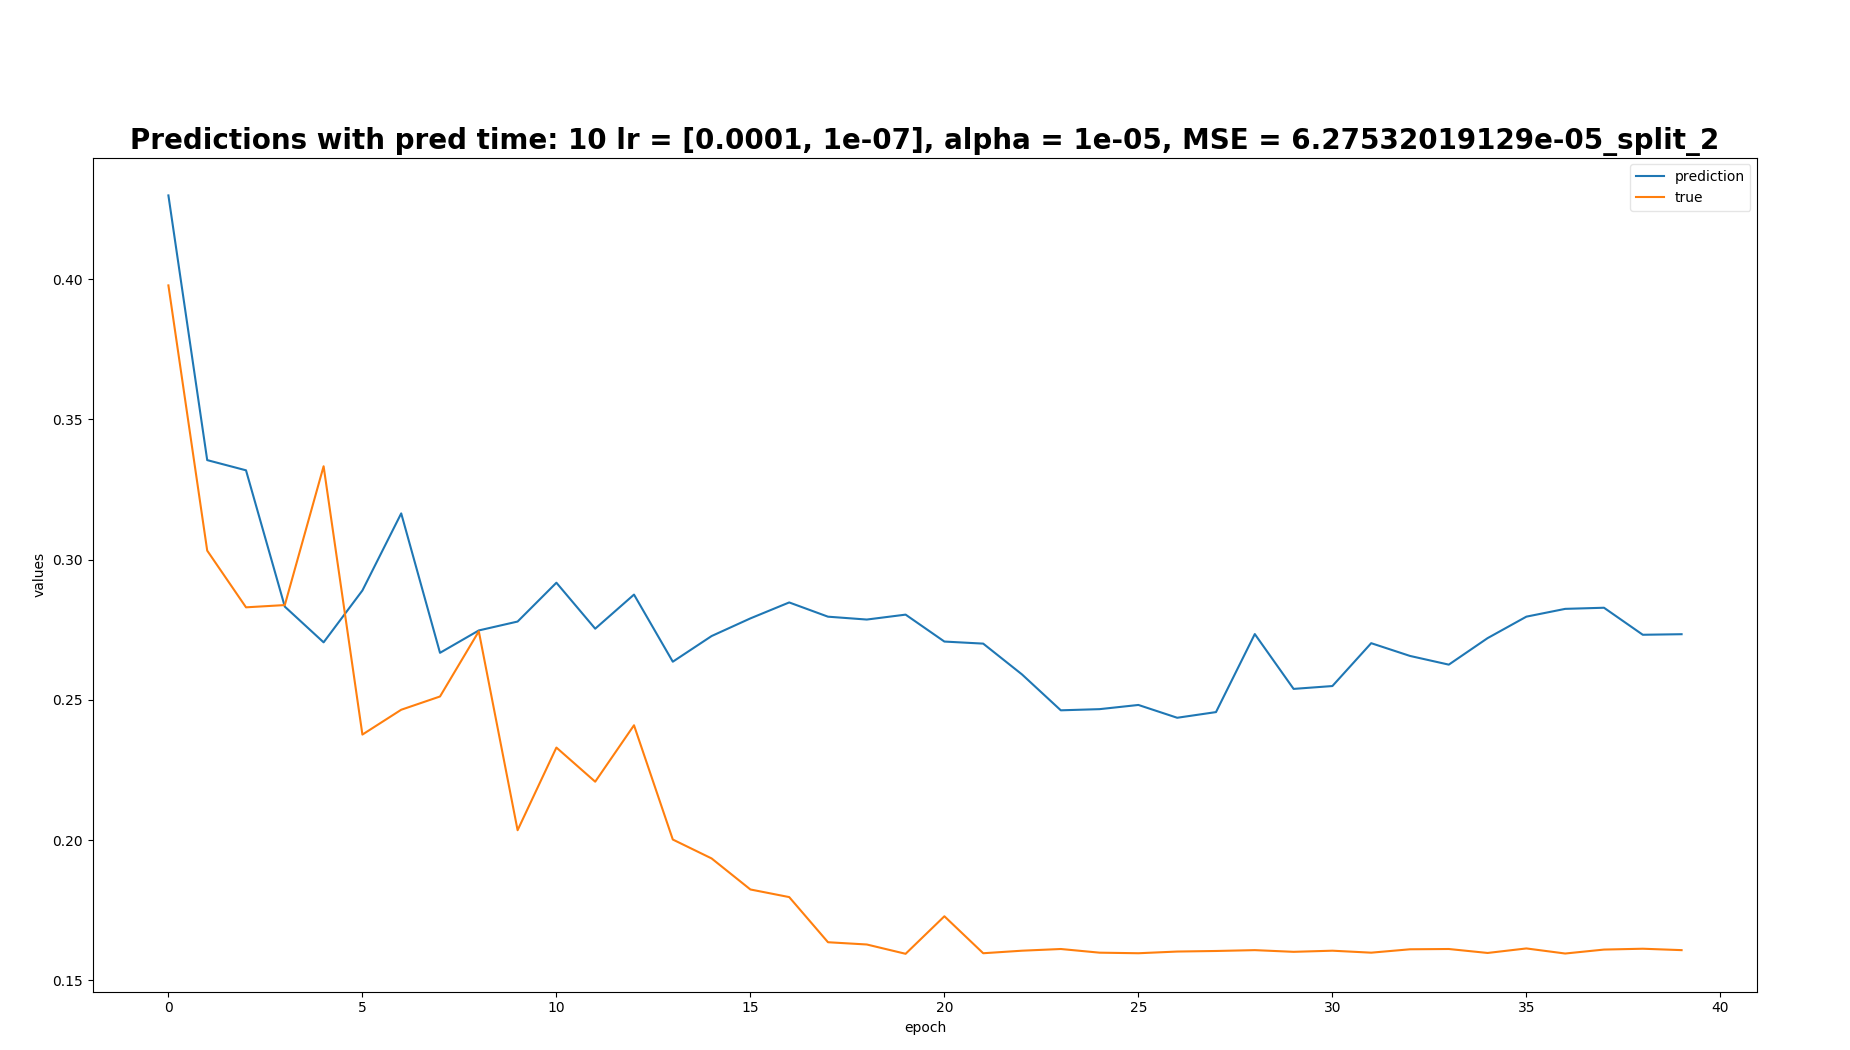 Predictions with pred time: 10 lr = [0.0001, 1e-07], alpha = 1e-05, MSE = 6.27532019129e-05_split_2
prediction
true
0.40
0.35
0.30
0.25
0.20
0.15
values
0 5 10 15 20 25 30 35 40
epoch